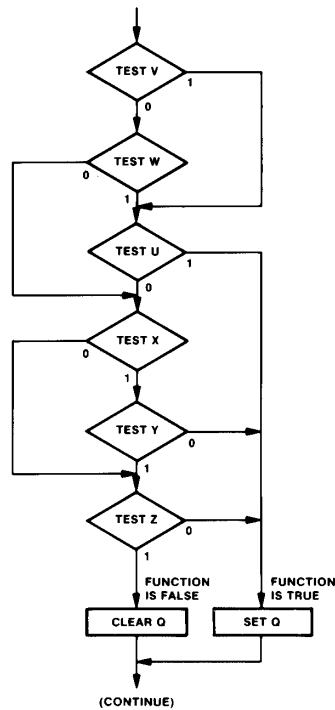 TEST V
1
0
TEST W
0
1
TEST U
1
0
TEST X
0
1
TEST Y
0
1
TEST Z
0
1
FUNCTION
IS FALSE
FUNCTION
IS TRUE
CLEAR Q
SET Q
(CONTINUE)